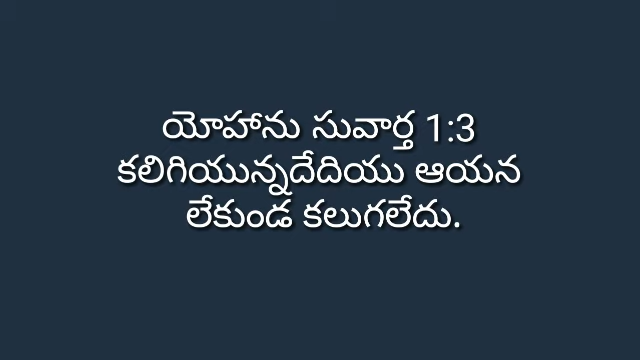 యోహాను సువార్త 1:3
కలిగియున్నదేదియు ఆయన
లేకుండ కలుగలేదు.